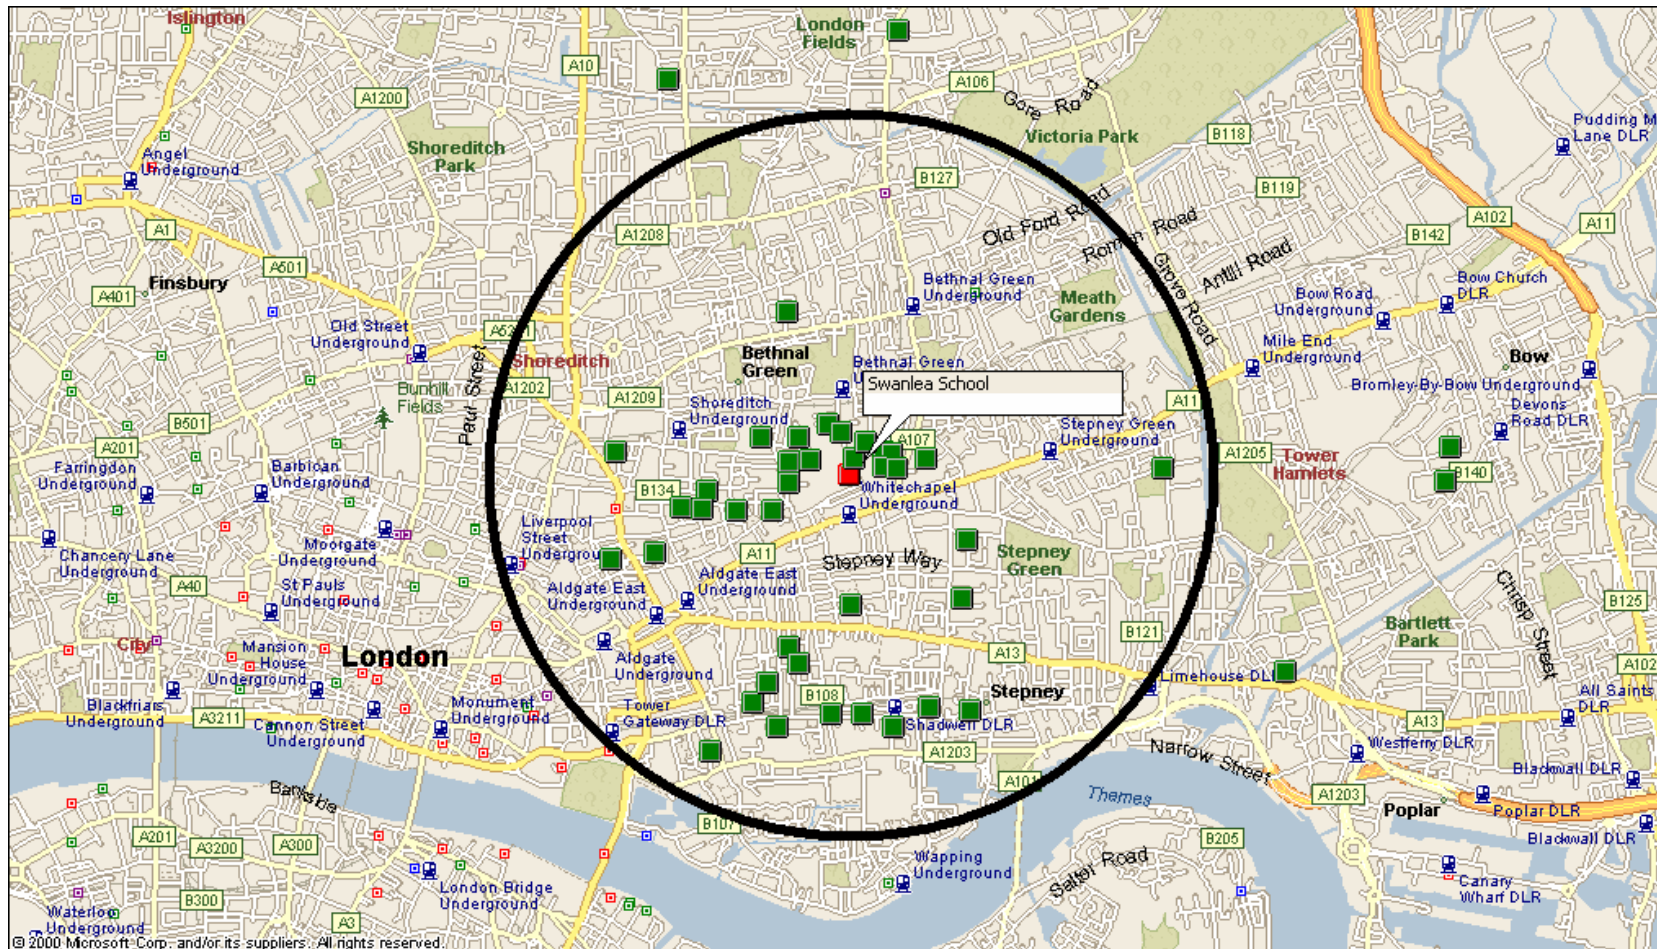 Islington
London
Fields
A10
A106
Gore Road
A1200
Victoria Park
B118
Pudding M
Lane DLR
Shoreditch
Park
Angel
Underground
B127
B119
Old Ford Road
Roman Road
A102
A11
A1
A1208
B142
Grove Road
Antill Road
A501
Finsbury
A401
Bethnal Green
Underground
Meath
Gardens
Bow Road
Underground
Bow Church
DLR
Old Street
Underground
Paul Street
Shoreditch
Bethnal
Green
Bethnal Green
Mile End
Underground
Bow
Bunhill
Fields
A1202
A1209
Swanlea School
A11
Bromley-By-Bow Underground
Devons
Road DLR
B501
Shoreditch
Underground
A107
Stepney Green
Underground
A201
Farringdon
Underground
Barbican
Underground
A1205
Tower
Hamlets
B140
B134
Whitechapel
Underground
Liverpool
Street
Chancery Lane
Underground
Moorgate
Underground
A11
Stepney Way
Stepney
Green
A40
St Pauls
Underground
Aldgate East
Underground
Aldgate East
Underground
Chrisp Street
B125
City
Mansion
House
Underground
London
Aldgate
Underground
B121
A13
Bartlett
Park
A102
Blackfriars
Underground
A3211
Cannon Street
Underground
Monument
Underground
Tower
Gateway DLR
B108
Stepney
Shadwell DLR
A1203
A13
All Saints
DLR
Narrow Street
Westferry DLR
Blackwall DLR
A101
Thames
A1203
Poplar
Poplar DLR
Blackwall DLR
A201
A3200
A300
B107
B205
Wapping
Underground
Salter Road
Canary
Wharf DLR
London Bridge
Underground
B300
A3
Waterloo
Underground
© 2000 Microsoft Corp. and/or its suppliers. All rights reserved.